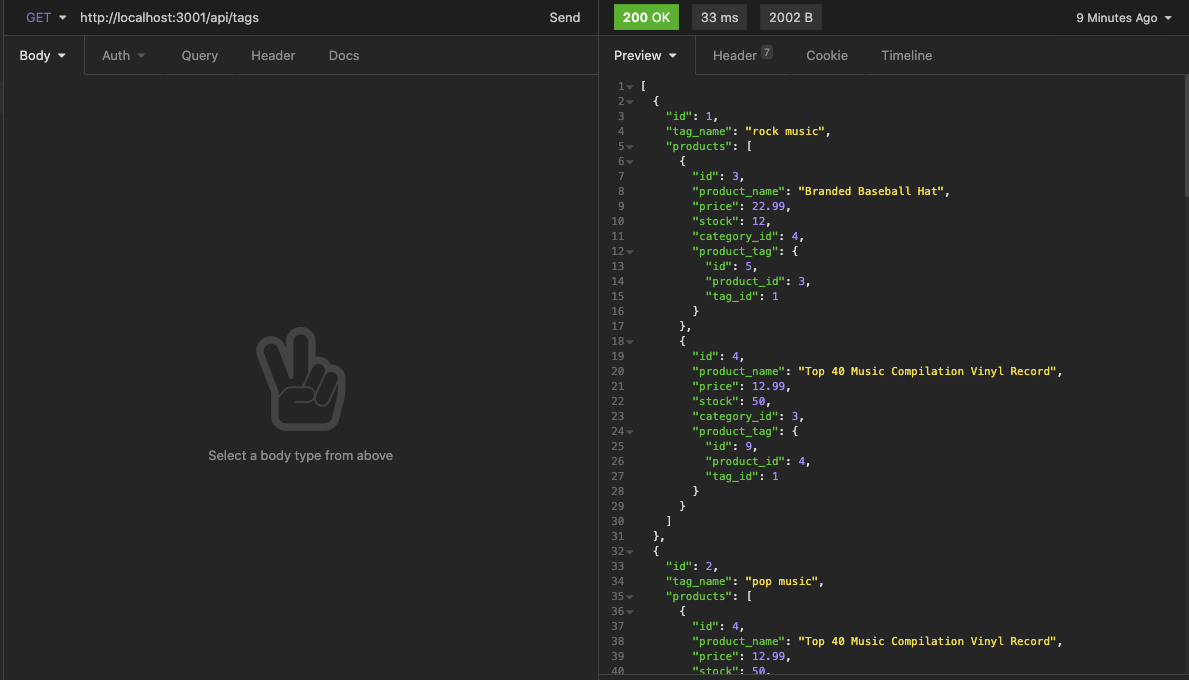 GET http://localhost:3001/api/tags Send
200 OK 33 ms 2002 B 9 Minutes Ago
Body Auth Query Header Docs
Preview Header 7 Cookie Timeline
Select a body type from above
1 [
2 {
3 "id": 1,
4 "tag_name": "rock music",
5 "products": [
6 {
7 "id": 3,
8 "product_name": "Branded Baseball Hat",
9 "price": 22.99,
10 "stock": 12,
11 "category_id": 4,
12 "product_tag": {
13 "id": 5,
14 "product_id": 3,
15 "tag_id": 1
16 }
17 },
18 {
19 "id": 4,
20 "product_name": "Top 40 Music Compilation Vinyl Record",
21 "price": 12.99,
22 "stock": 50,
23 "category_id": 3,
24 "product_tag": {
25 "id": 9,
26 "product_id": 4,
27 "tag_id": 1
28 }
29 }
30 ]
31 },
32 {
33 "id": 2,
34 "tag_name": "pop music",
35 "products": [
36 {
37 "id": 4,
38 "product_name": "Top 40 Music Compilation Vinyl Record",
39 "price": 12.99,
40 "stock": 50,